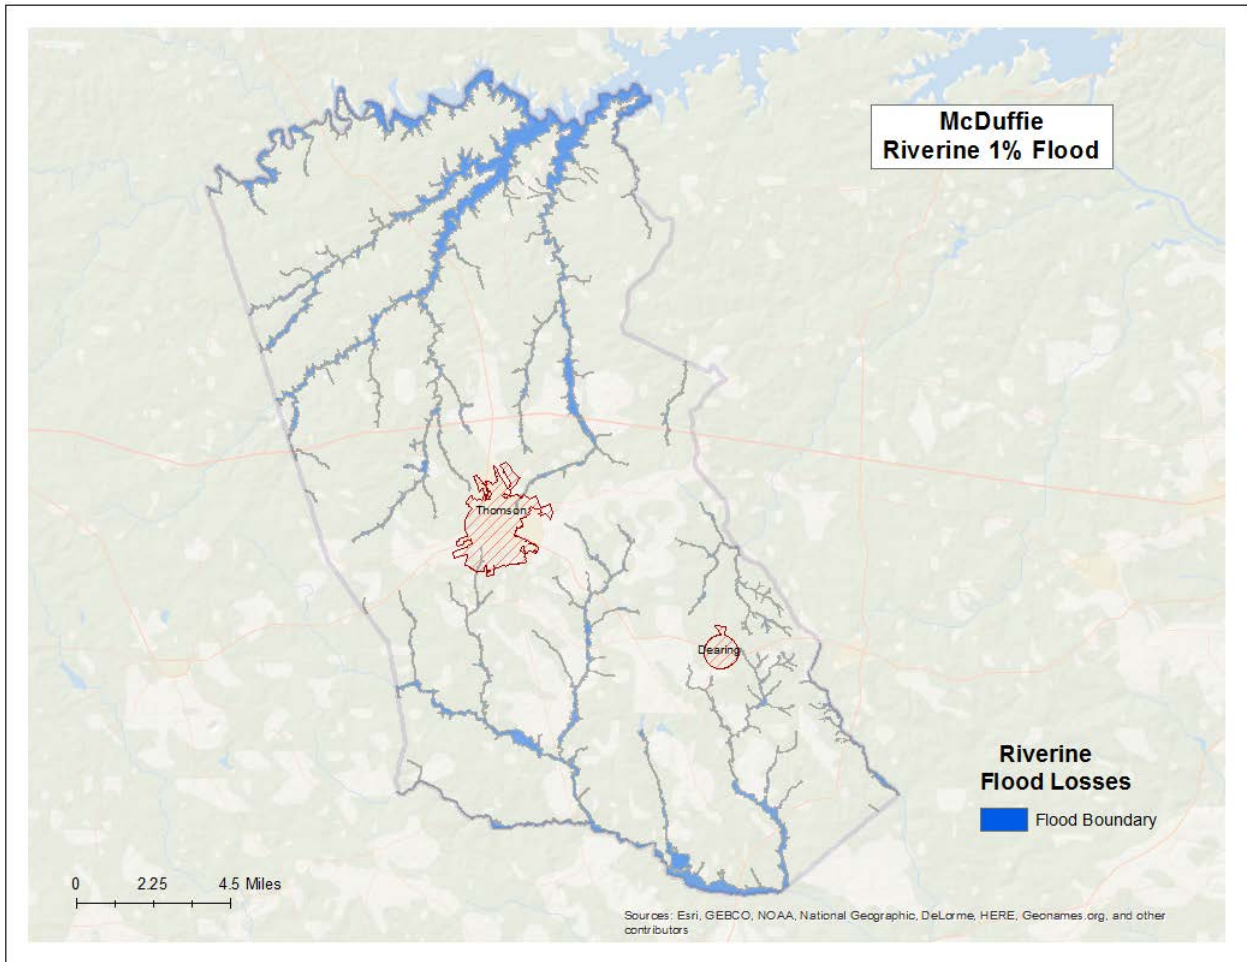 McDuffie
Riverine 1% Flood
Thomson
Dearing
Riverine
Flood Losses
Flood Boundary
0 2.25 4.5 Miles
Sources: Esri, GEBCO, NOAA, National Geographic, DeLorme, HERE, Geonames.org, and other
contributors